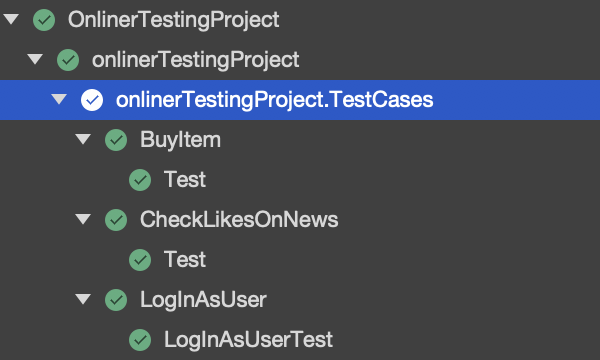 OnlinerTestingProject
onlinerTestingProject
onlinerTestingProject.TestCases
BuyItem
Test
CheckLikesOnNews
Test
LogInAsUser
LogInAsUserTest